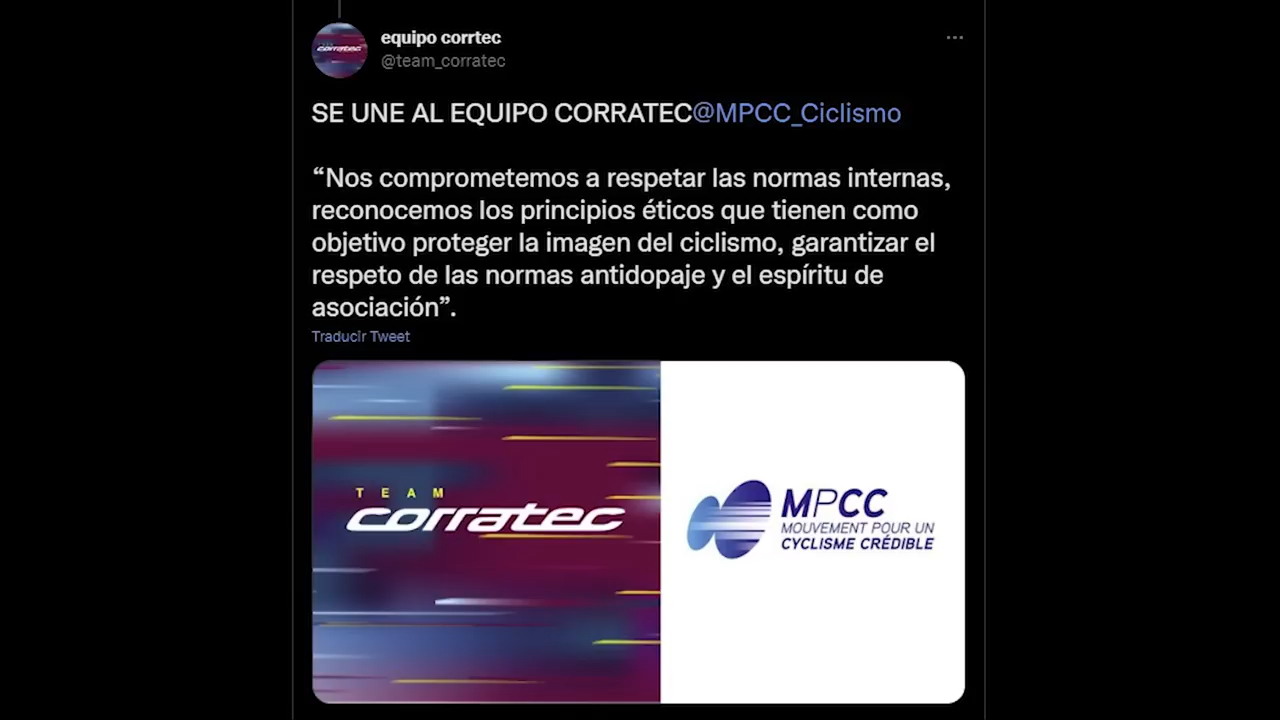 corratec
equipo corrtec
@team_corratec
SE UNE AL EQUIPO CORRATEC@MPCC_Ciclismo
“Nos comprometemos a respetar las normas internas,
reconocemos los principios éticos que tienen como
objetivo proteger la imagen del ciclismo, garantizar el
respeto de las normas antidopaje y el espíritu de
asociación”.
Traducir Tweet
TEAM
corratec
MPCC
MOUVEMENT POUR UN
CYCLISME CRÉDIBLE